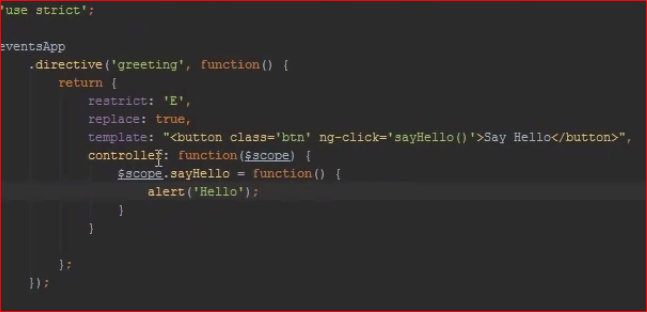 'use strict';
eventsApp
.directive('greeting', function() {
return {
restrict: 'E',
replace: true,
template: "<button class='btn' ng-click='sayHello()'>Say Hello</button>",
controller: function($scope) {
$scope.sayHello = function() {
alert('Hello');
}
}
};
});